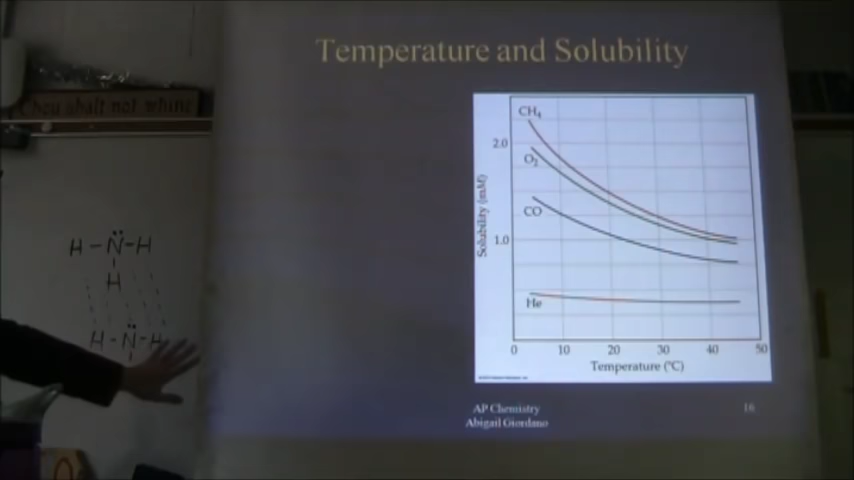 Temperature and Solubility
Thou shalt not whine
CH₄
2.0
O₂
CO
Solubility (mM)
1.0
He
0 10 20 30 40 50
Temperature (°C)
AP Chemistry
Abigail Giordano
16
H - N̈ - H
H
H - N̈ - H